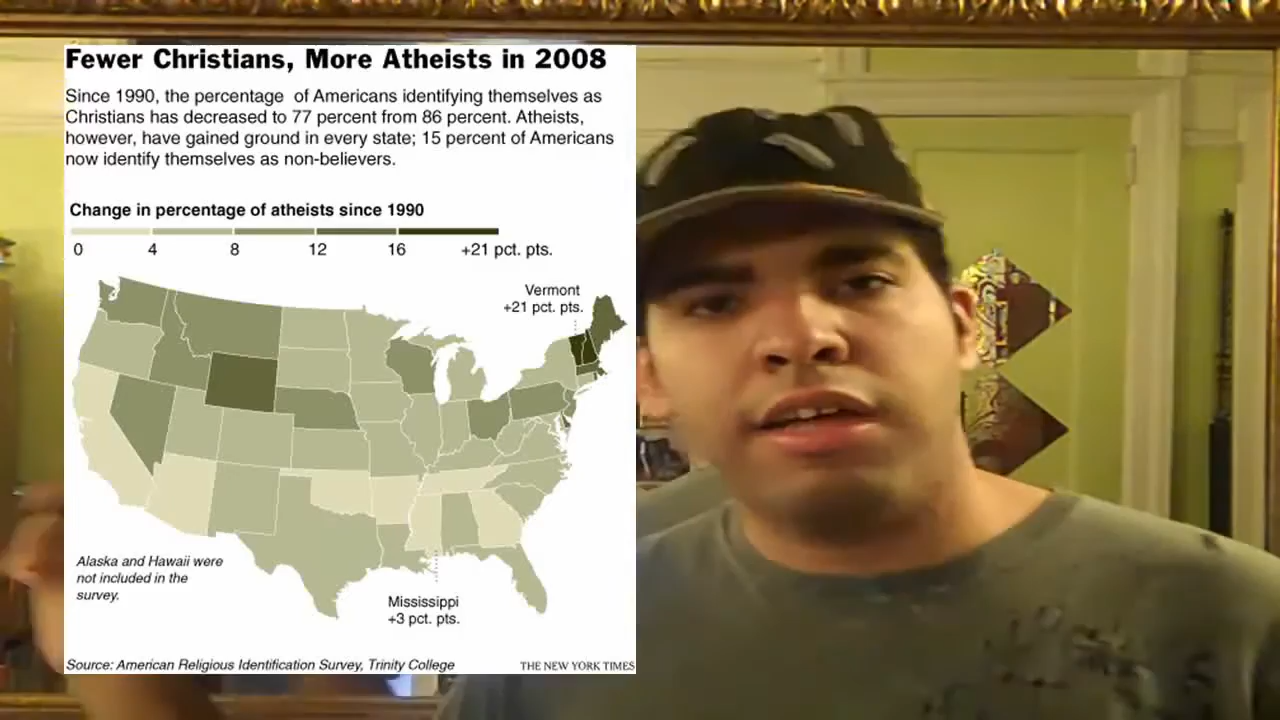 Fewer Christians, More Atheists in 2008
Since 1990, the percentage of Americans identifying themselves as
Christians has decreased to 77 percent from 86 percent. Atheists,
however, have gained ground in every state; 15 percent of Americans
now identify themselves as non-believers.
Change in percentage of atheists since 1990
0 4 8 12 16 +21 pct. pts.
Vermont
+21 pct. pts.
Alaska and Hawaii were
not included in the
survey.
Mississippi
+3 pct. pts.
Source: American Religious Identification Survey, Trinity College
THE NEW YORK TIMES